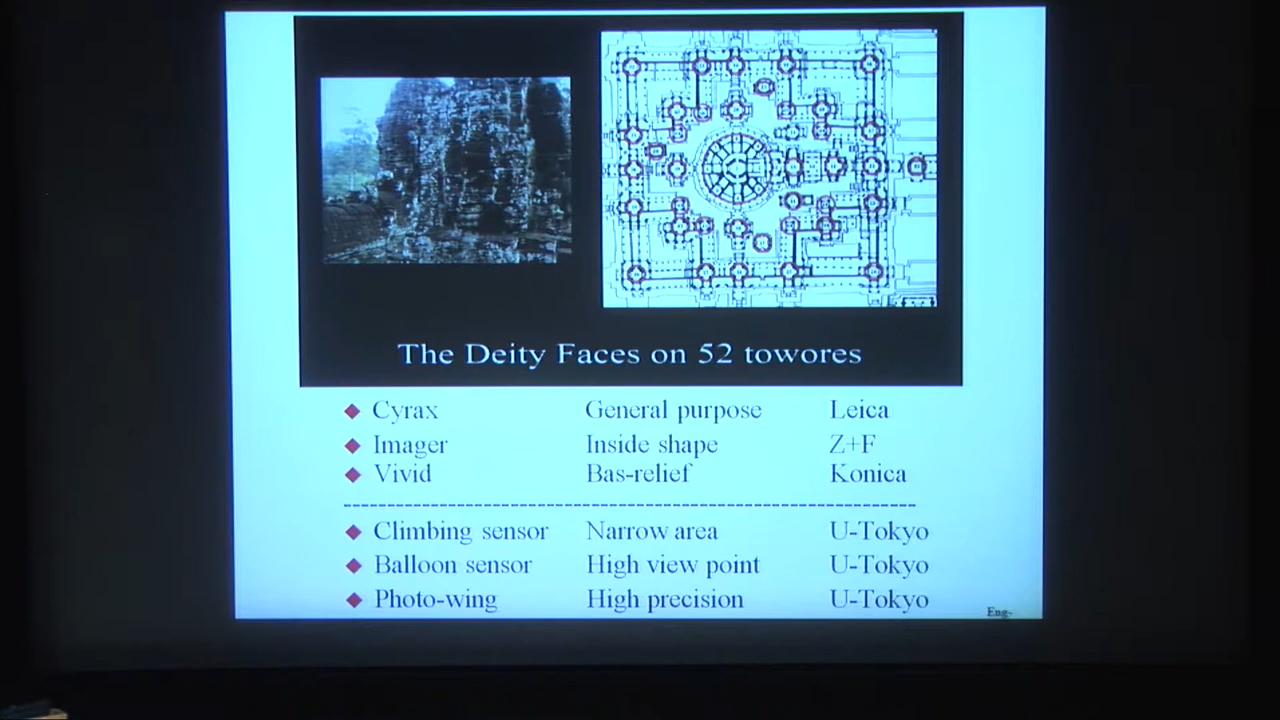 The Deity Faces on 52 towores
Cyrax General purpose Leica
Imager Inside shape Z+F
Vivid Bas-relief Konica
Climbing sensor Narrow area U-Tokyo
Balloon sensor High view point U-Tokyo
Photo-wing High precision U-Tokyo
Eng-